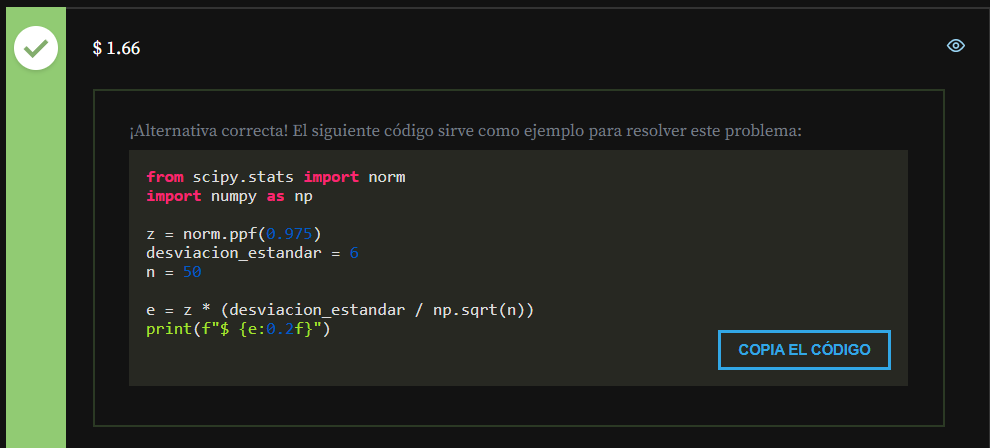 $ 1.66
¡Alternativa correcta! El siguiente código sirve como ejemplo para resolver este problema:
from scipy.stats import norm
import numpy as np
z = norm.ppf(0.975)
desviacion_estandar = 6
n = 50
e = z * (desviacion_estandar / np.sqrt(n))
print(f"$ {e:0.2f}")
COPIA EL CÓDIGO